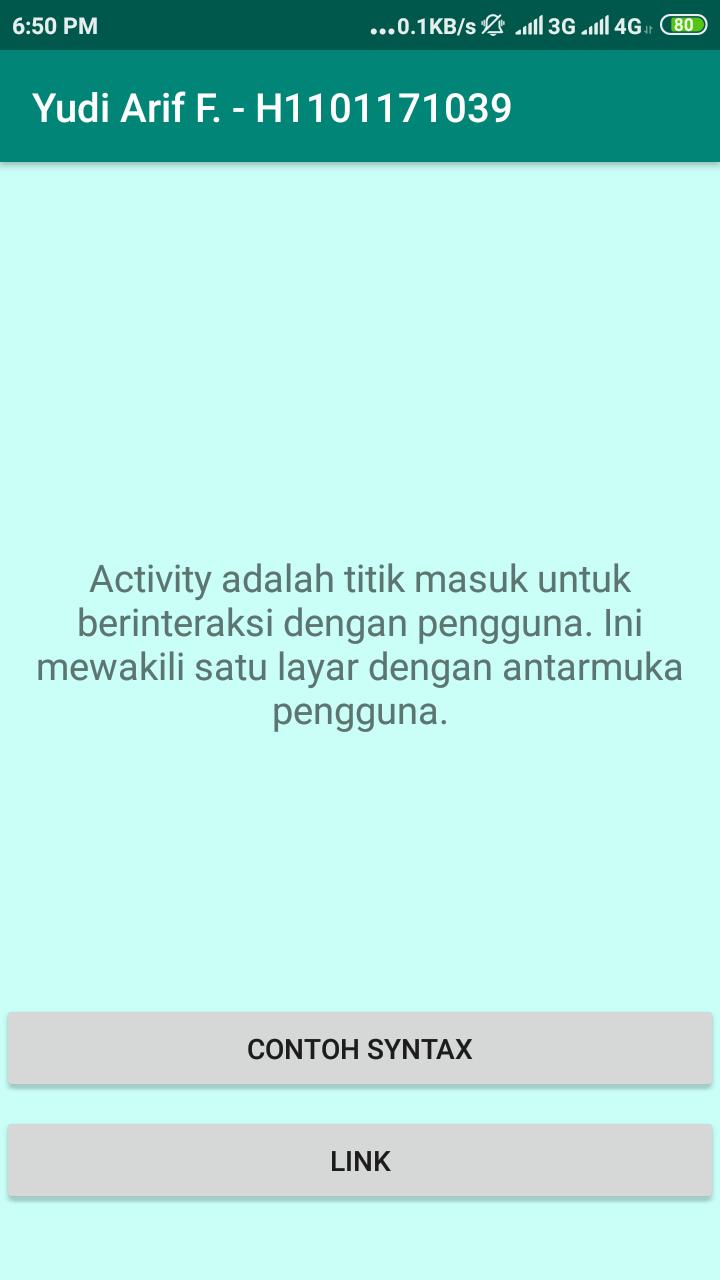 6:50 PM ...0.1KB/s 3G 4G 80
Yudi Arif F. - H1101171039
Activity adalah titik masuk untuk
berinteraksi dengan pengguna. Ini
mewakili satu layar dengan antarmuka
pengguna.
CONTOH SYNTAX
LINK